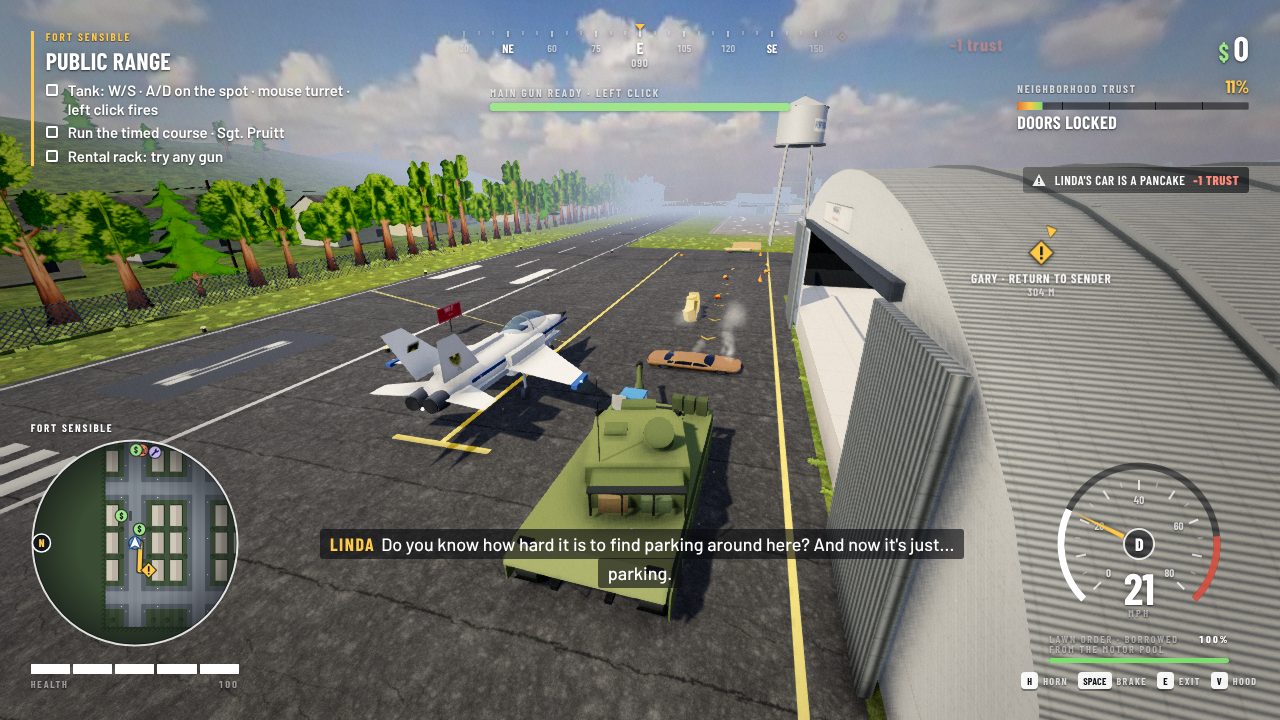 FORT SENSIBLE
PUBLIC RANGE
Tank: W/S · A/D on the spot · mouse turret ·
left click fires
Run the timed course · Sgt. Pruitt
Rental rack: try any gun
NE 60 75 E 105 120 SE 150
090
MAIN GUN READY · LEFT CLICK
-1 trust
$0
NEIGHBORHOOD TRUST 11%
DOORS LOCKED
LINDA'S CAR IS A PANCAKE -1 TRUST
GARY · RETURN TO SENDER
304 M
FORT SENSIBLE
N
HEALTH 100
LINDA Do you know how hard it is to find parking around here? And now it's just...
parking.
0 20 40 60 80
D
21
MPH
LAWN ORDER · BORROWED
FROM THE MOTOR POOL
100%
H HORN SPACE BRAKE E EXIT V HOOD